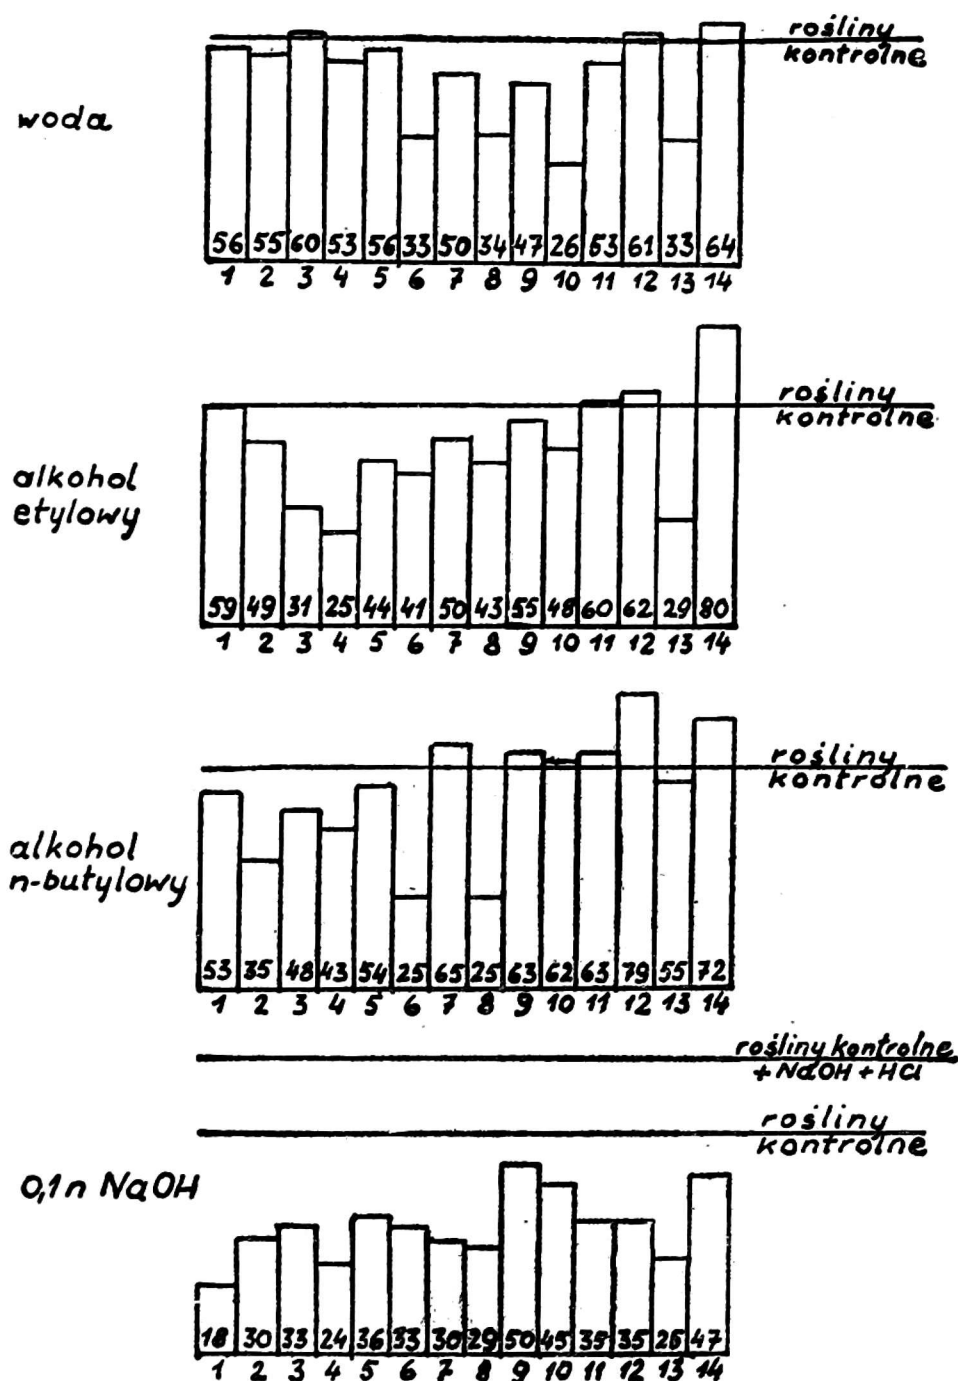 rośliny
kontrolne
woda
56 55 60 53 56 33 50 34 47 26 53 61 33 64
1 2 3 4 5 6 7 8 9 10 11 12 13 14
rośliny
kontrolne
alkohol
etylowy
59 49 31 25 44 41 50 43 55 48 60 62 29 80
1 2 3 4 5 6 7 8 9 10 11 12 13 14
rośliny
kontrolne
alkohol
n-butylowy
53 35 48 43 54 25 65 25 63 62 63 79 55 72
1 2 3 4 5 6 7 8 9 10 11 12 13 14
rośliny kontrolne
+ NaOH + HCl
rośliny
kontrolne
0,1n NaOH
18 30 33 24 36 33 30 29 50 45 35 35 25 47
1 2 3 4 5 6 7 8 9 10 11 12 13 14